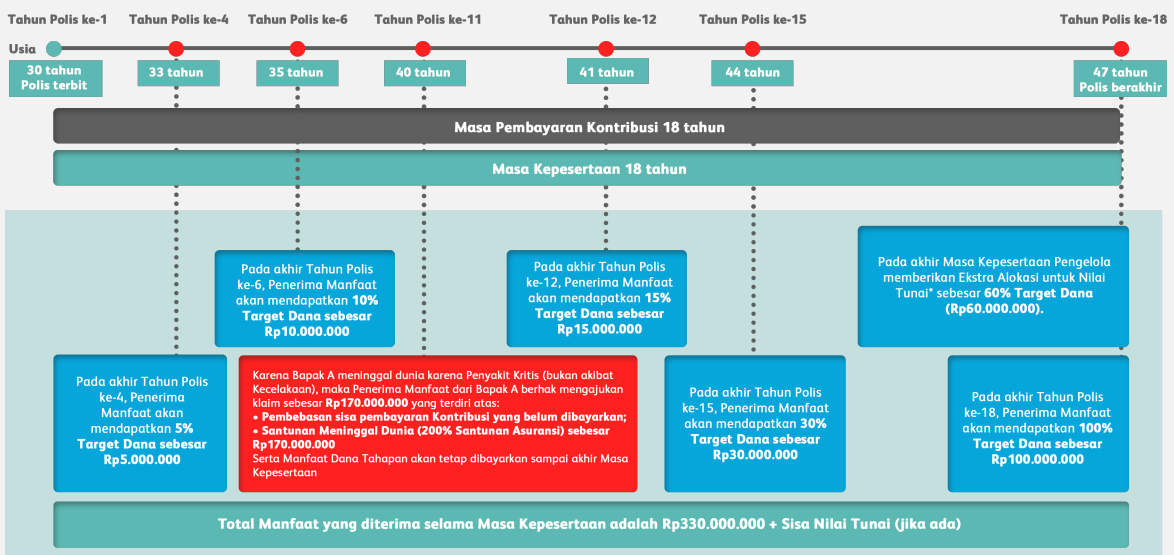 Tahun Polis ke-1
Tahun Polis ke-4
Tahun Polis ke-6
Tahun Polis ke-11
Tahun Polis ke-12
Tahun Polis ke-15
Tahun Polis ke-18
Usia
30 tahun
Polis terbit
33 tahun
35 tahun
40 tahun
41 tahun
44 tahun
47 tahun
Polis berakhir
Masa Pembayaran Kontribusi 18 tahun
Masa Kepesertaan 18 tahun
Pada akhir Tahun Polis
ke-6, Penerima Manfaat
akan mendapatkan 10%
Target Dana sebesar
Rp10.000.000
Pada akhir Tahun Polis
ke-12, Penerima Manfaat
akan mendapatkan 15%
Target Dana sebesar
Rp15.000.000
Pada akhir Masa Kepesertaan Pengelola
memberikan Ekstra Alokasi untuk Nilai
Tunai* sebesar 60% Target Dana
(Rp60.000.000).
Pada akhir Tahun Polis
ke-4, Penerima
Manfaat akan
mendapatkan 5%
Target Dana sebesar
Rp5.000.000
Karena Bapak A meninggal dunia karena Penyakit Kritis (bukan akibat
Kecelakaan), maka Penerima Manfaat dari Bapak A berhak mengajukan
klaim sebesar Rp170.000.000 yang terdiri atas:
• Pembebasan sisa pembayaran Kontribusi yang belum dibayarkan;
• Santunan Meninggal Dunia (200% Santunan Asuransi) sebesar
Rp170.000.000
Serta Manfaat Dana Tahapan akan tetap dibayarkan sampai akhir Masa
Kepesertaan
Pada akhir Tahun Polis
ke-15, Penerima Manfaat
akan mendapatkan 30%
Target Dana sebesar
Rp30.000.000
Pada akhir Tahun Polis
ke-18, Penerima Manfaat
akan mendapatkan 100%
Target Dana sebesar
Rp100.000.000
Total Manfaat yang diterima selama Masa Kepesertaan adalah Rp330.000.000 + Sisa Nilai Tunai (jika ada)